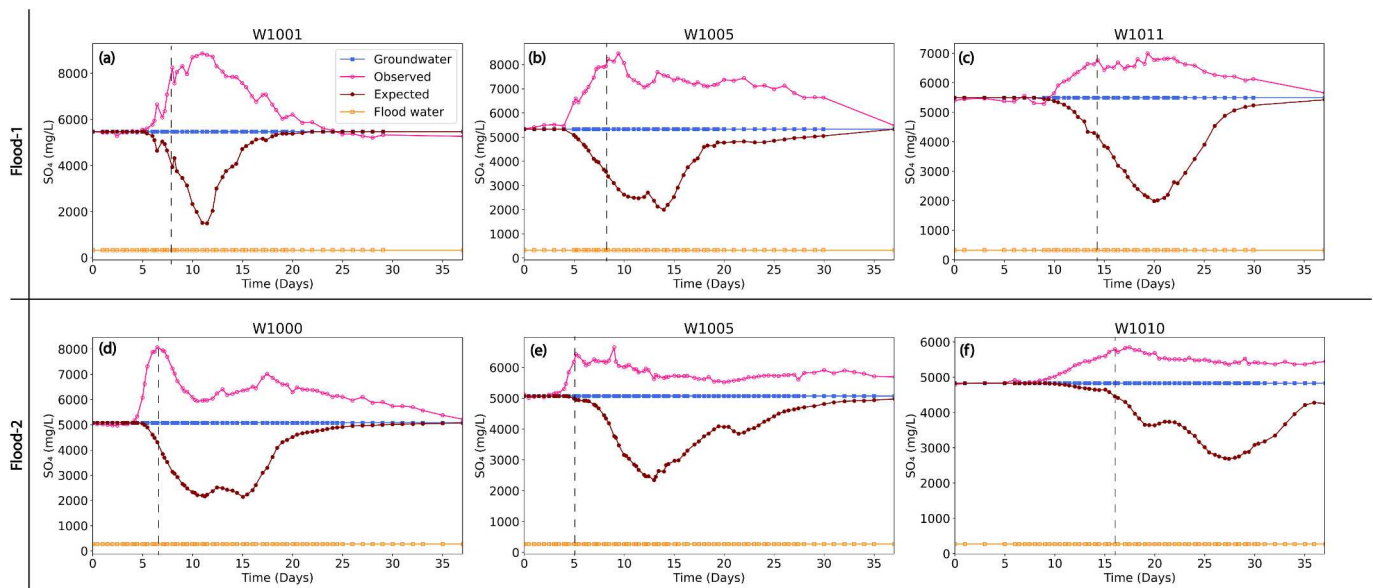 Flood-1
W1001
(a)
Groundwater
Observed
Expected
Flood water
SO₄ (mg/L)
8000
6000
4000
2000
0
0 5 10 15 20 25 30 35
Time (Days)
W1005
(b)
SO₄ (mg/L)
8000
6000
4000
2000
0
0 5 10 15 20 25 30 35
Time (Days)
W1011
(c)
SO₄ (mg/L)
7000
6000
5000
4000
3000
2000
1000
0
0 5 10 15 20 25 30 35
Time (Days)
Flood-2
W1000
(d)
SO₄ (mg/L)
8000
7000
6000
5000
4000
3000
2000
1000
0
0 5 10 15 20 25 30 35
Time (Days)
W1005
(e)
SO₄ (mg/L)
6000
5000
4000
3000
2000
1000
0
0 5 10 15 20 25 30 35
Time (Days)
W1010
(f)
SO₄ (mg/L)
6000
5000
4000
3000
2000
1000
0
0 5 10 15 20 25 30 35
Time (Days)